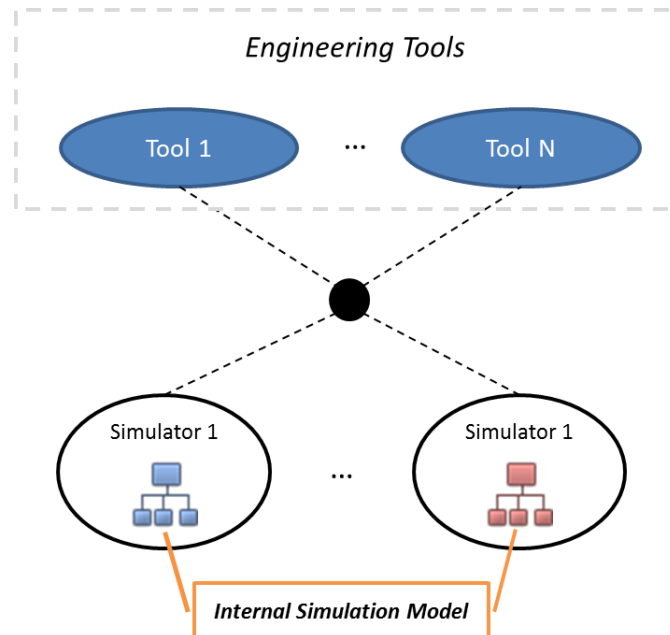 Engineering Tools
Tool 1 ... Tool N
Simulator 1 Simulator 1
...
Internal Simulation Model